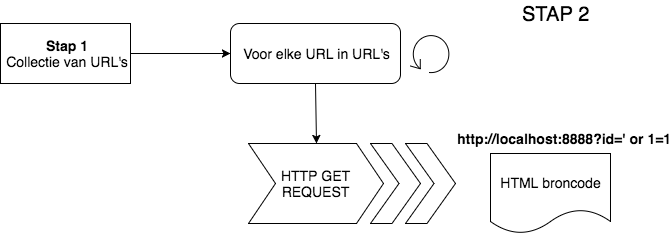 STAP 2
Stap 1
Collectie van URL's
Voor elke URL in URL's
http://localhost:8888?id=' or 1=1
HTTP GET
REQUEST
HTML broncode